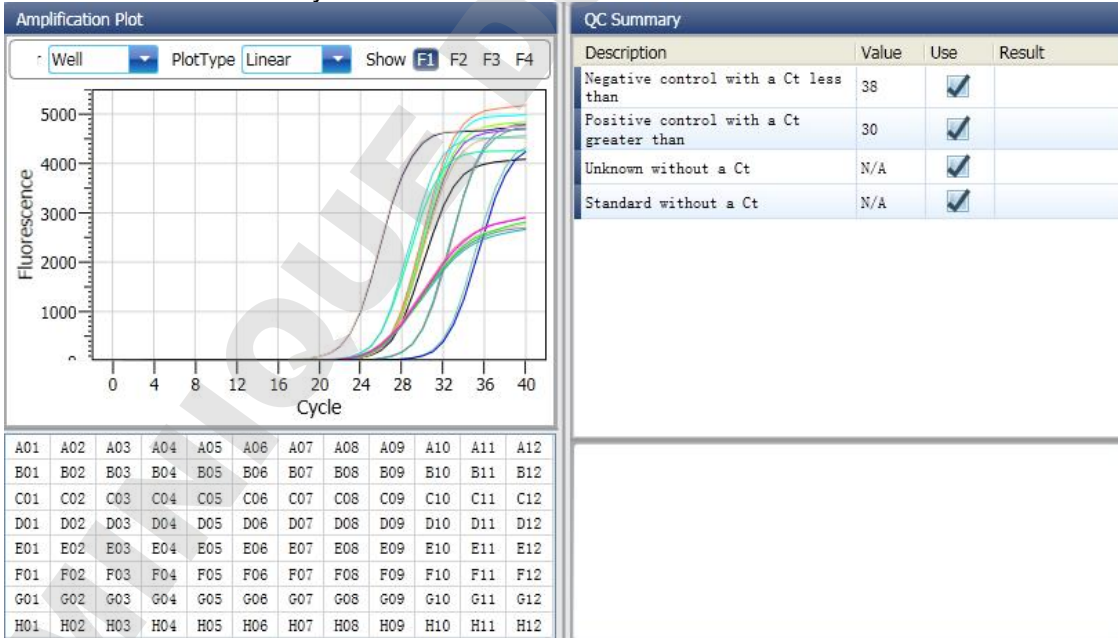 Amplification Plot
Well PlotType Linear Show F1 F2 F3 F4
5000
4000
3000
2000
1000
0
Fluorescence
0 4 8 12 16 20 24 28 32 36 40
Cycle
A01 A02 A03 A04 A05 A06 A07 A08 A09 A10 A11 A12
B01 B02 B03 B04 B05 B06 B07 B08 B09 B10 B11 B12
C01 C02 C03 C04 C05 C06 C07 C08 C09 C10 C11 C12
D01 D02 D03 D04 D05 D06 D07 D08 D09 D10 D11 D12
E01 E02 E03 E04 E05 E06 E07 E08 E09 E10 E11 E12
F01 F02 F03 F04 F05 F06 F07 F08 F09 F10 F11 F12
G01 G02 G03 G04 G05 G06 G07 G08 G09 G10 G11 G12
H01 H02 H03 H04 H05 H06 H07 H08 H09 H10 H11 H12
QC Summary
Description Value Use Result
Negative control with a Ct less
than 38
Positive control with a Ct
greater than 30
Unknown without a Ct N/A
Standard without a Ct N/A